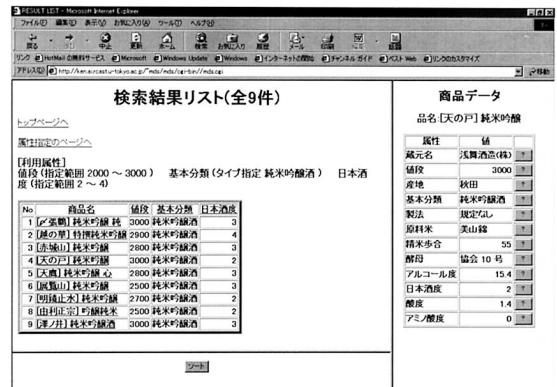 RESULT LIST - Microsoft Internet Explorer
ファイル(F) 編集(E) 表示(V) お気に入り(A) ツール(T) ヘルプ(H)
戻る 進む 中止 更新 ホーム 検索 お気に入り 履歴 メール 印刷 編集 話題
リンク HotMail の無料サービス Microsoft Windows Update Windows インターネットの開始 チャンネル ガイド ベスト Web リンクのカスタマイズ
アドレス(D) 移動
検索結果リスト(全9件)
トップページへ
属性指定のページへ
[利用属性]
値段 (指定範囲 2000 ～ 3000 ) 基本分類 (タイプ指定 純米吟醸酒 ) 日本酒
度 (指定範囲 2 ～ 4)
No 商品名 値段 基本分類 日本酒度
1 [〆張鶴] 純米吟醸 純 3000 純米吟醸酒 3
2 [越の華] 特撰純米吟醸 2900 純米吟醸酒 4
3 [赤城山] 純米吟醸 2800 純米吟醸酒 3
4 [天の戸] 純米吟醸 3000 純米吟醸酒 2
5 [天鷹] 純米吟醸 心 2800 純米吟醸酒 3
6 純米吟醸 2500 純米吟醸酒 3
7 [明鏡止水] 純米吟醸 2700 純米吟醸酒 2
8 [由利正宗] 吟醸純米 2500 純米吟醸酒 2
9 [澤ノ井] 純米吟醸酒 3000 純米吟醸酒 3
ソート
商品データ
品名:[天の戸] 純米吟醸
属性 値
蔵元名 浅舞酒造(株) ?
値段 3000 ?
産地 秋田 ?
基本分類 純米吟醸酒 ?
製法 規定なし ?
原料米 美山錦 ?
精米歩合 55 ?
酵母 協会 10 号 ?
アルコール度 15.4 ?
日本酒度 2 ?
酸度 1.4 ?
アミノ酸度 0 ?